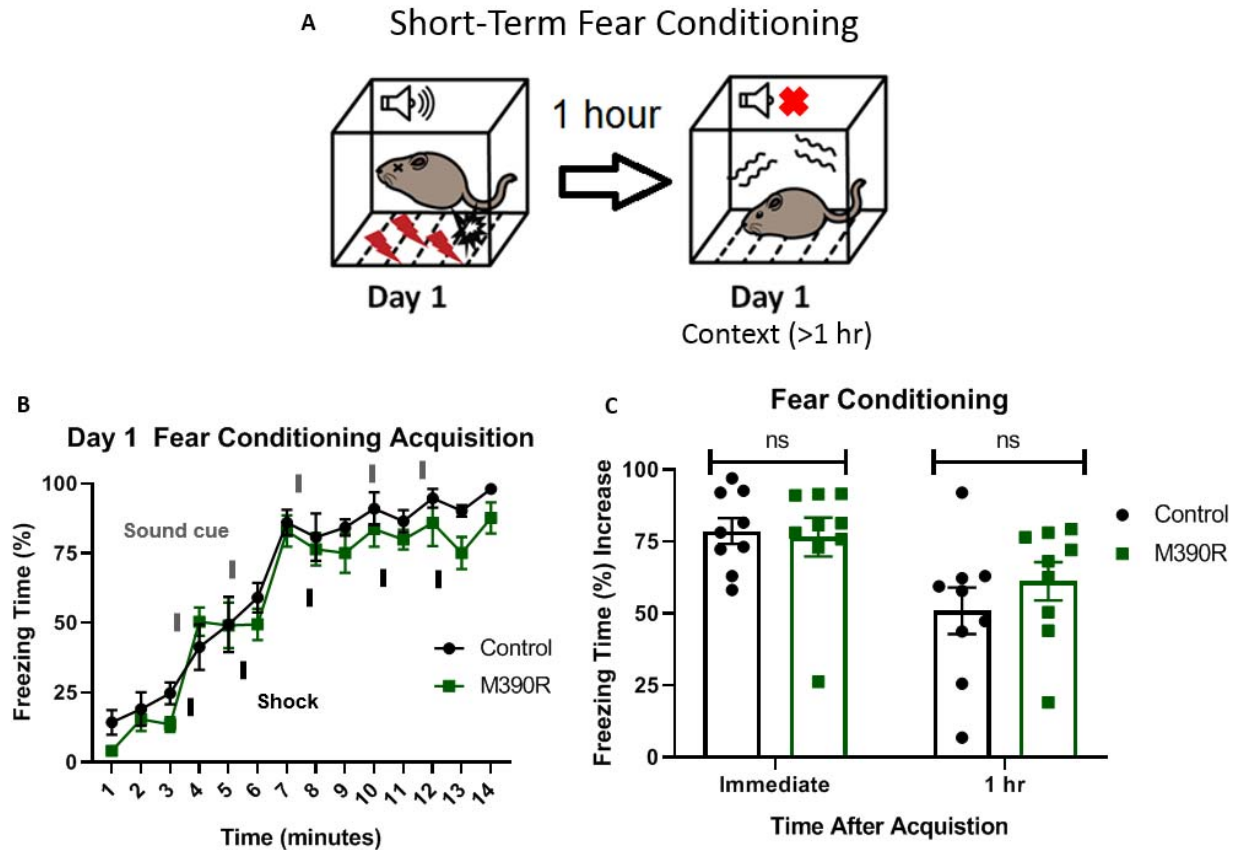 A Short-Term Fear Conditioning
1 hour
Day 1
Day 1
Context (>1 hr)
B
Day 1 Fear Conditioning Acquisition
100
75
50
25
0
Freezing Time (%)
Sound cue
Shock
Control
M390R
1 2 3 4 5 6 7 8 9 10 11 12 13 14
Time (minutes)
C
Fear Conditioning
ns
ns
100
75
50
25
0
Freezing Time (%) Increase
Control
M390R
Immediate
1 hr
Time After Acquistion